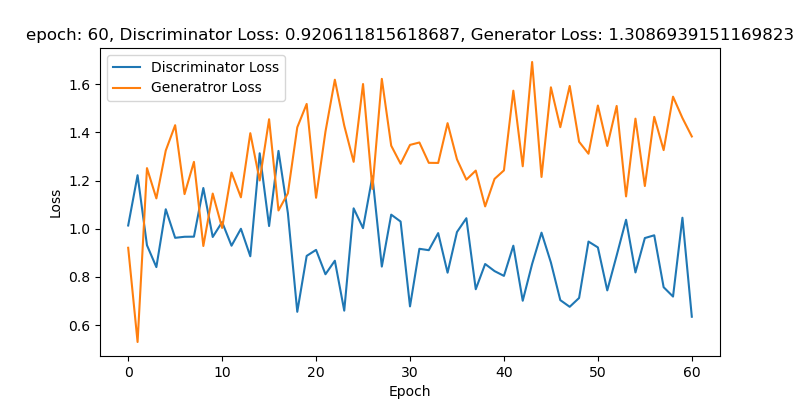 epoch: 60, Discriminator Loss: 0.920611815618687, Generator Loss: 1.3086939151169823
Discriminator Loss
Generatror Loss
Loss
1.6
1.4
1.2
1.0
0.8
0.6
0 10 20 30 40 50 60
Epoch